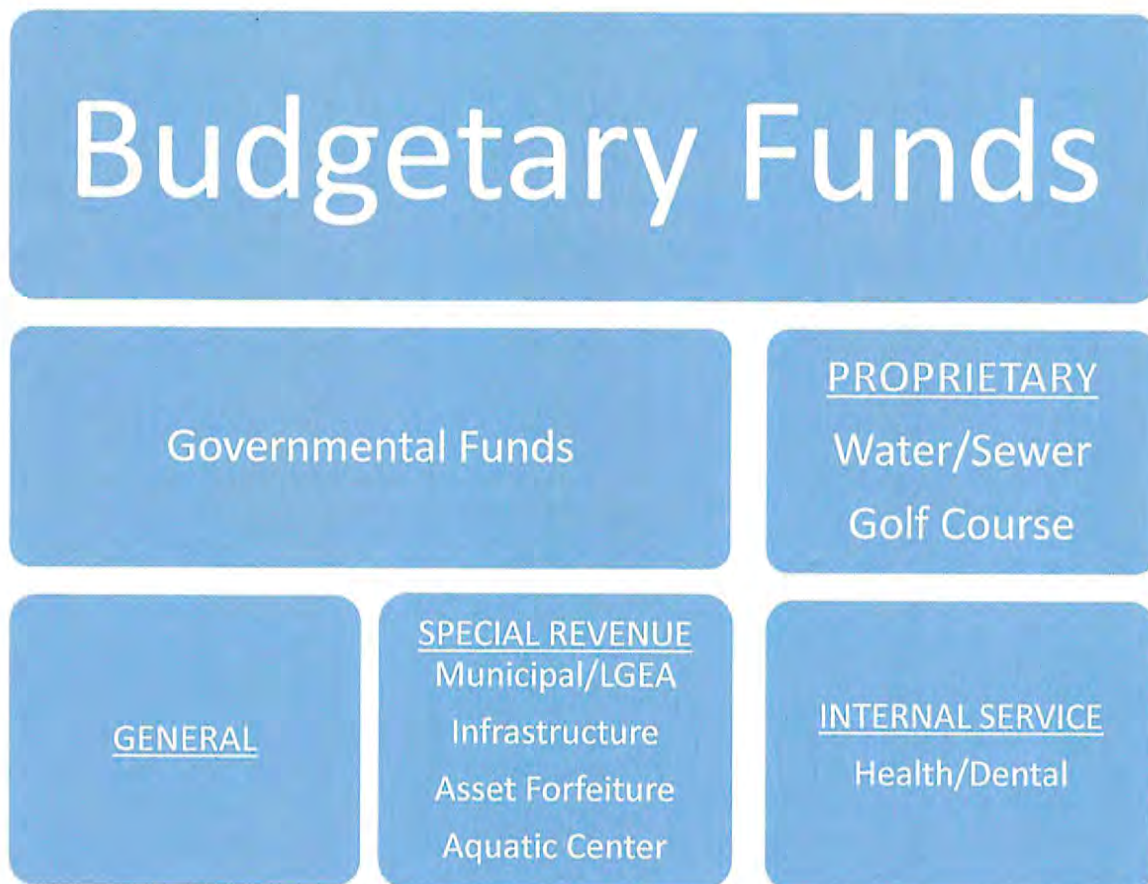 Budgetary Funds
Governmental Funds
PROPRIETARY
Water/Sewer
Golf Course
GENERAL
SPECIAL REVENUE
Municipal/LGEA
Infrastructure
Asset Forfeiture
Aquatic Center
INTERNAL SERVICE
Health/Dental